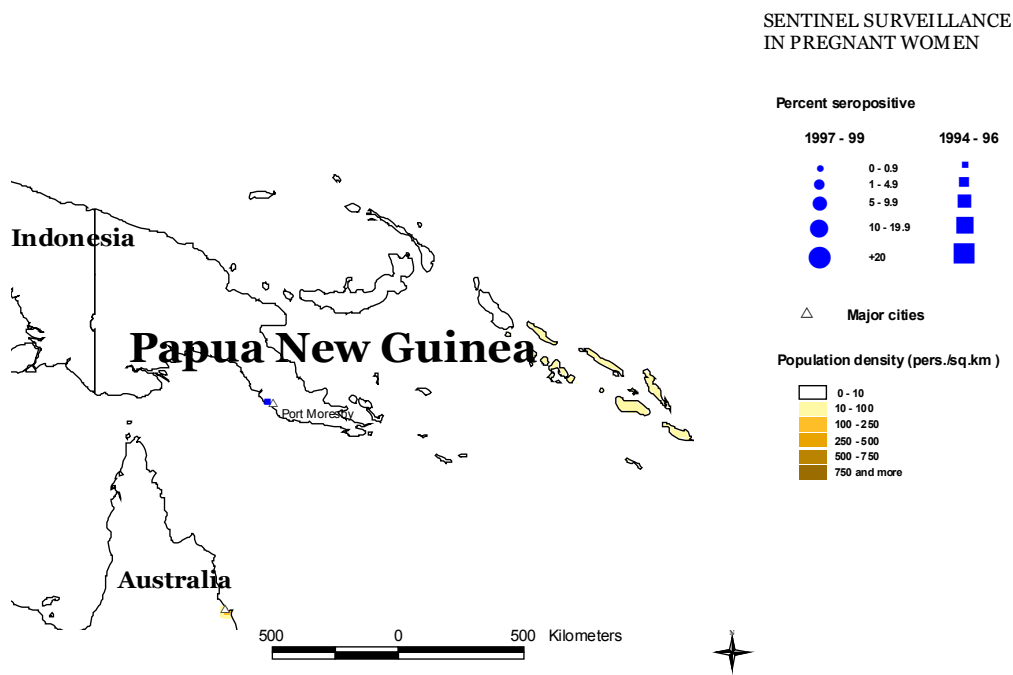 SENTINEL SURVEILLANCE
IN PREGNANT WOMEN
Percent seropositive
1997 - 99
1994 - 96
0 - 0.9
1 - 4.9
5 - 9.9
10 - 19.9
+20
Major cities
Population density (pers./sq.km )
0 - 10
10 - 100
100 - 250
250 - 500
500 - 750
750 and more
Indonesia
Papua New Guinea
Port Moresby
Australia
500 0 500 Kilometers
N